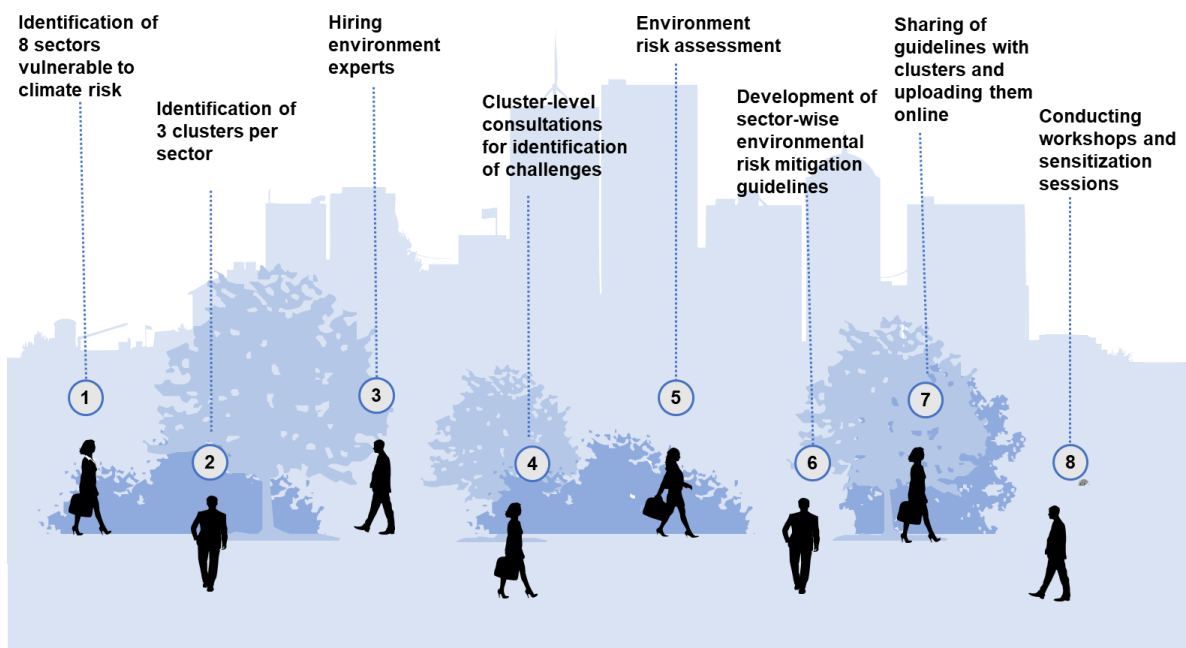 Identification of
8 sectors
vulnerable to
climate risk
Identification of
3 clusters per
sector
Hiring
environment
experts
Cluster-level
consultations
for identification
of challenges
Environment
risk assessment
Development of
sector-wise
environmental
risk mitigation
guidelines
Sharing of
guidelines with
clusters and
uploading them
online
Conducting
workshops and
sensitization
sessions
1
2
3
4
5
6
7
8